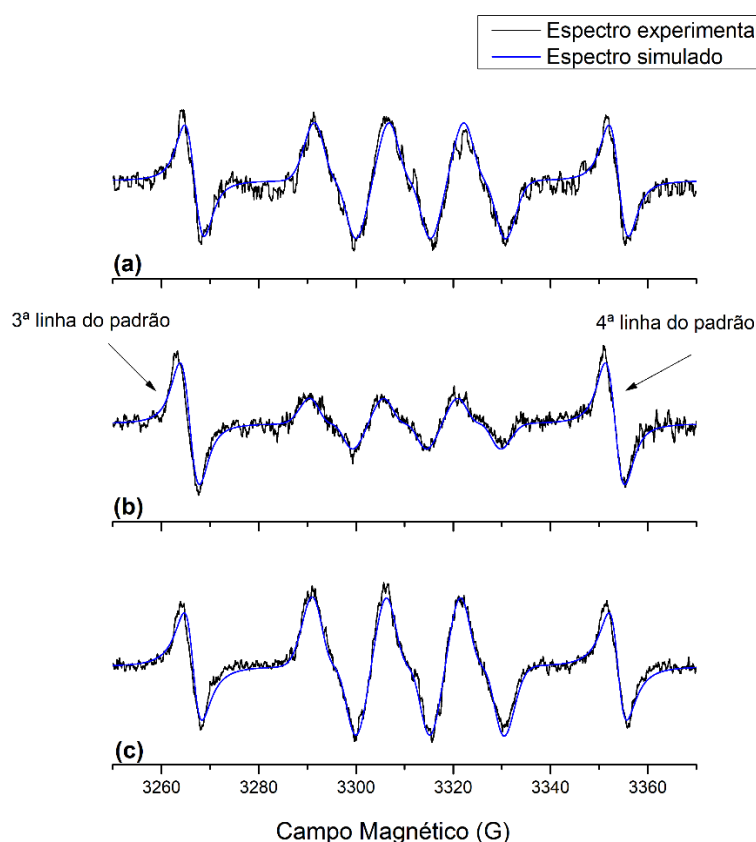 Espectro experimenta
Espectro simulado
(a)
3ª linha do padrão
4ª linha do padrão
(b)
(c)
3260 3280 3300 3320 3340 3360
Campo Magnético (G)